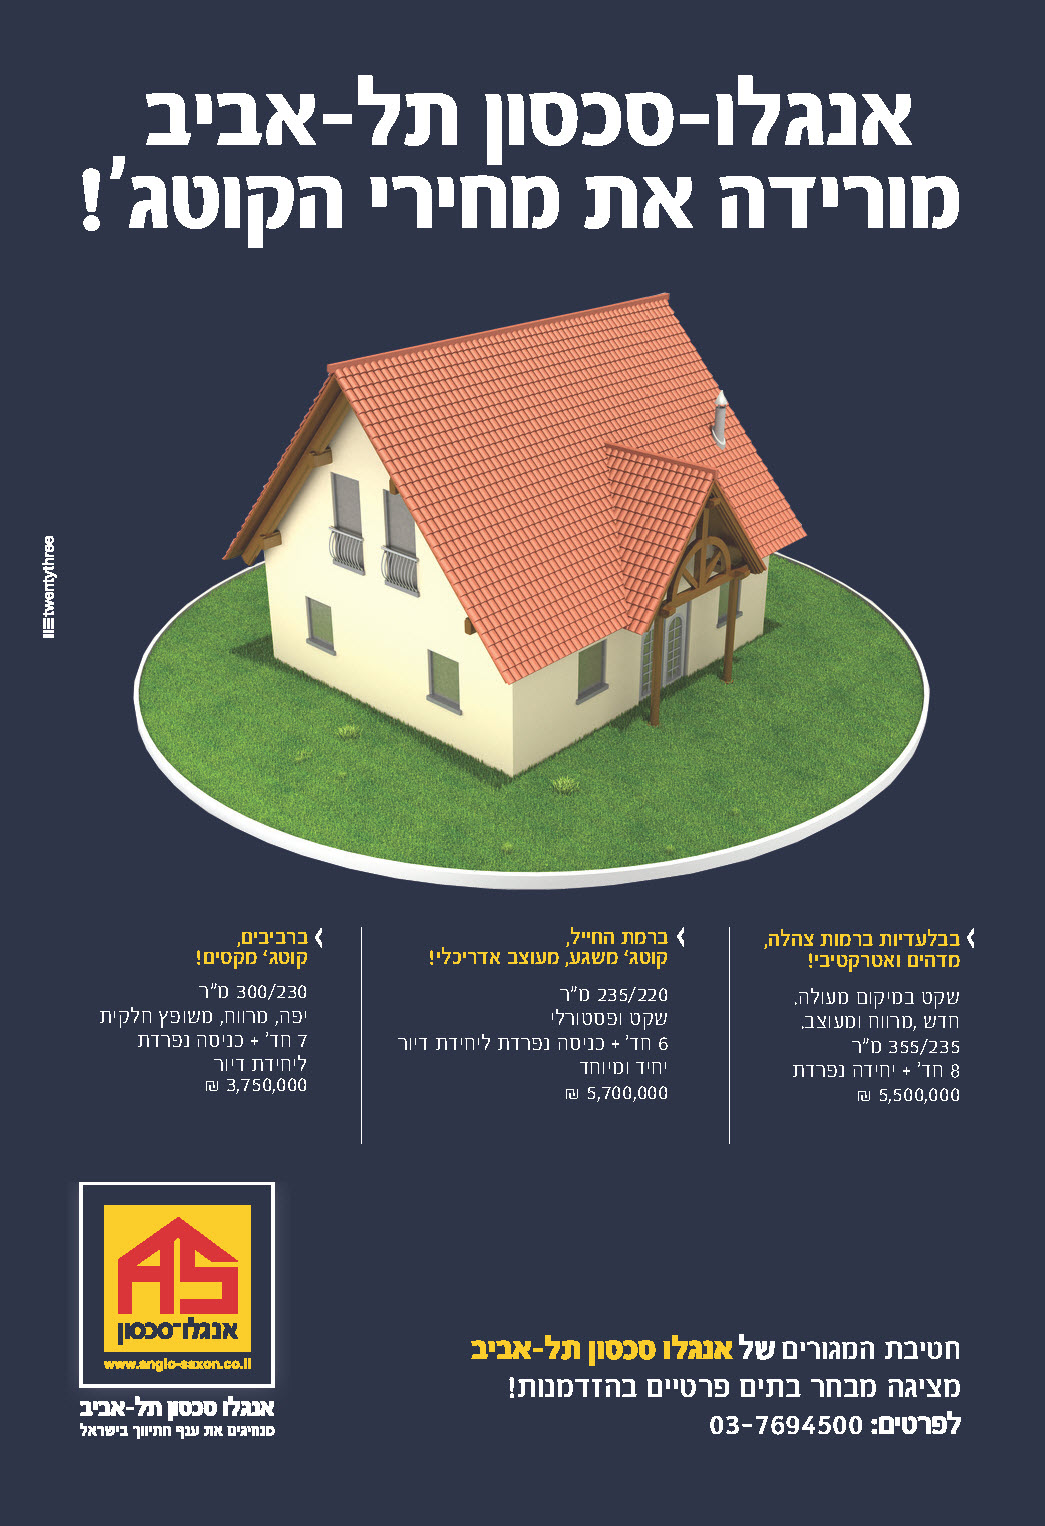 אנגלו-סכסון תל-אביב
מורידה את מחירי הקוטג'!
twentythree
בבלעדיות ברמות צהלה,
מדהים ואטרקטיבי!
שקט במיקום מעולה.
חדש ,מרווח ומעוצב.
355/235 מ"ר
8 חד' + יחידה נפרדת
5,500,000 ₪
ברמת החייל,
קוטג' משגע, מעוצב אדריכלי!
235/220 מ"ר
שקט ופסטורלי
6 חד' + כניסה נפרדת ליחידת דיור
יחיד ומיוחד
5,700,000 ₪
ברביבים,
קוטג' מקסים!
300/230 מ"ר
יפה, מרווח, משופץ חלקית
7 חד' + כניסה נפרדת
ליחידת דיור
3,750,000 ₪
חטיבת המגורים של אנגלו סכסון תל-אביב
מציגה מבחר בתים פרטיים בהזדמנות!
לפרטים: 03-7694500
AS
אנגלו-סכסון
www.anglo-saxon.co.il
אנגלו סכסון תל-אביב
מנהיגים את ענף התיווך בישראל